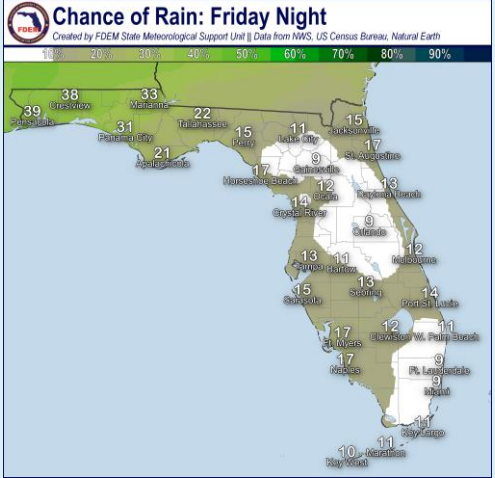 FDEM
Chance of Rain: Friday Night
Created by FDEM State Meteorological Support Unit || Data from NWS, US Census Bureau, Natural Earth
10% 20% 30% 40% 50% 60% 70% 80% 90%
38
Crestview
33
Marianna
39
Pensacola
22
Tallahassee
31
Panama City
15
Perry
11
Lake City
15
Jacksonville
21
Apalachicola
17
St. Augustine
17
Horseshoe Beach
9
Gainesville
12
Ocala
13
Daytona Beach
14
Crystal River
9
Orlando
12
Melbourne
13
Tampa
11
Bartow
13
Sebring
15
Sarasota
14
Port St. Lucie
17
Ft. Myers
12
Clewiston
11
W. Palm Beach
17
Naples
9
Ft. Lauderdale
9
Miami
11
Key Largo
11
Marathon
10
Key West